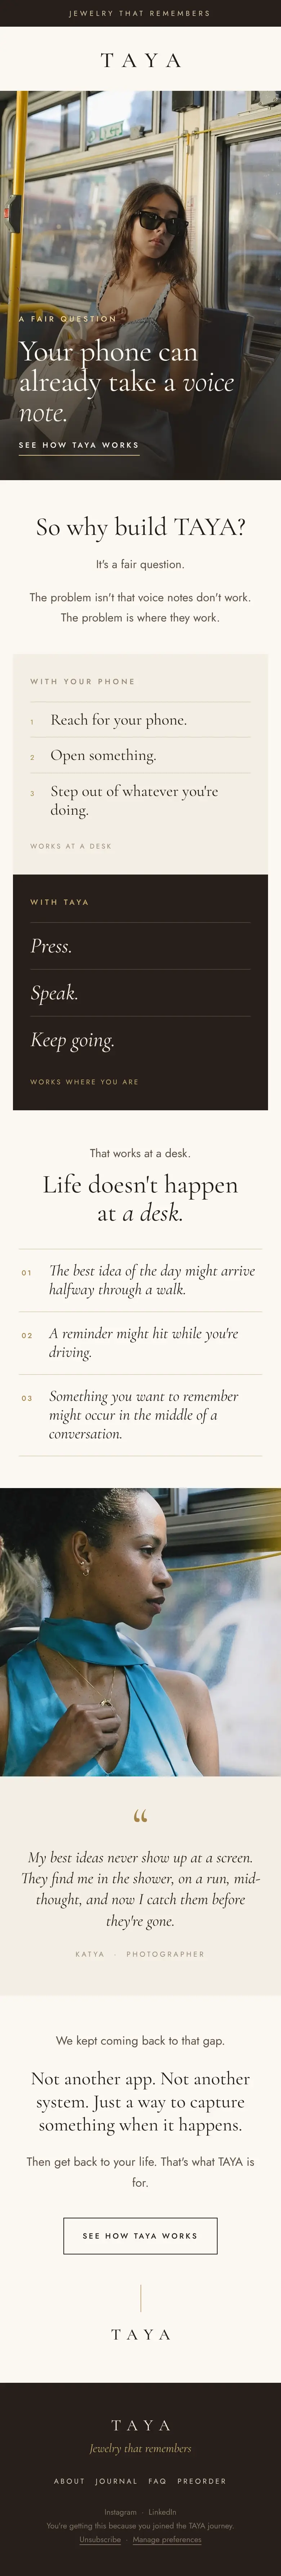 JEWELRY THAT REMEMBERS
TAYA
A FAIR QUESTION
Your phone can
already take a voice
note.
SEE HOW TAYA WORKS
So why build TAYA?
It's a fair question.
The problem isn't that voice notes don't work.
The problem is where they work.
WITH YOUR PHONE
1 Reach for your phone.
2 Open something.
3 Step out of whatever you're
doing.
WORKS AT A DESK
WITH TAYA
Press.
Speak.
Keep going.
WORKS WHERE YOU ARE
That works at a desk.
Life doesn't happen
at a desk.
01 The best idea of the day might arrive
halfway through a walk.
02 A reminder might hit while you're
driving.
03 Something you want to remember
might occur in the middle of a
conversation.
“
My best ideas never show up at a screen.
They find me in the shower, on a run, mid-
thought, and now I catch them before
they're gone.
KATYA · PHOTOGRAPHER
We kept coming back to that gap.
Not another app. Not another
system. Just a way to capture
something when it happens.
Then get back to your life. That's what TAYA is
for.
SEE HOW TAYA WORKS
TAYA
TAYA
Jewelry that remembers
ABOUT JOURNAL FAQ PREORDER
Instagram · LinkedIn
You're getting this because you joined the TAYA journey.
Unsubscribe · Manage preferences